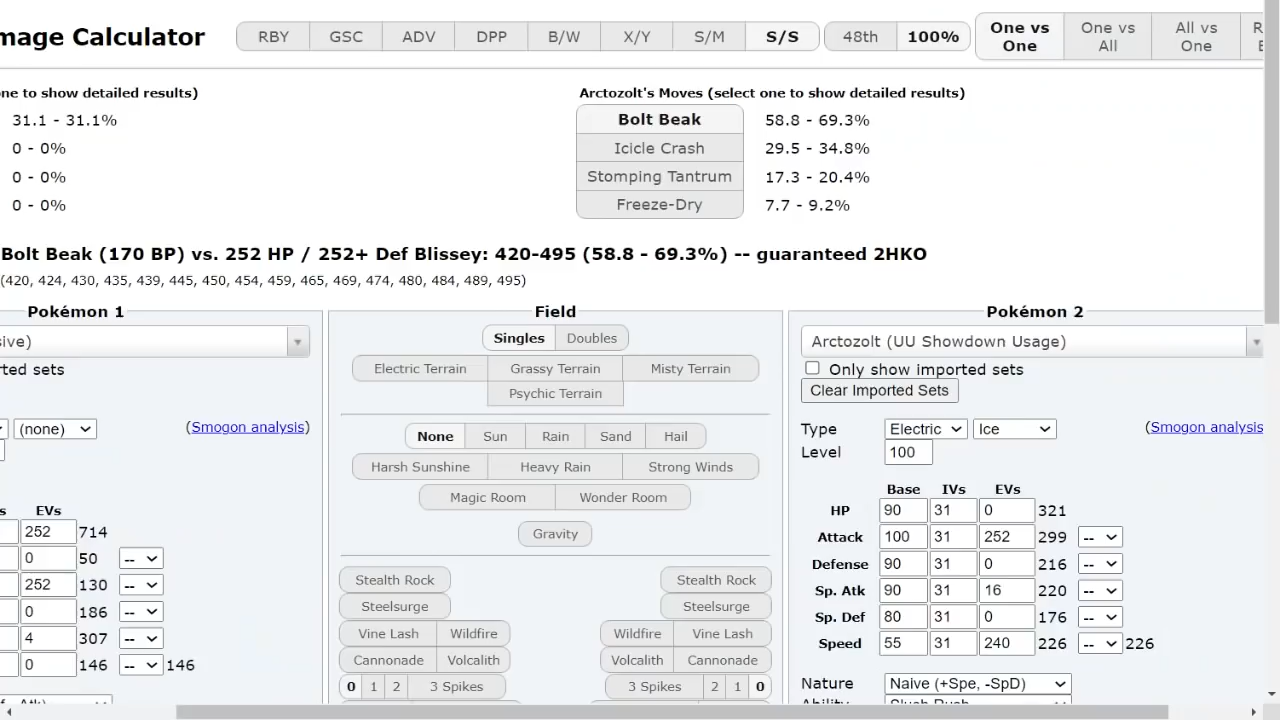 mage Calculator
RBY GSC ADV DPP B/W X/Y S/M S/S 48th 100% One vs One One vs All All vs One
ne to show detailed results) Arctozolt's Moves (select one to show detailed results)
31.1 - 31.1% Bolt Beak 58.8 - 69.3%
0 - 0% Icicle Crash 29.5 - 34.8%
0 - 0% Stomping Tantrum 17.3 - 20.4%
0 - 0% Freeze-Dry 7.7 - 9.2%
Bolt Beak (170 BP) vs. 252 HP / 252+ Def Blissey: 420-495 (58.8 - 69.3%) -- guaranteed 2HKO
(420, 424, 430, 435, 439, 445, 450, 454, 459, 465, 469, 474, 480, 484, 489, 495)
Pokémon 1 Field Pokémon 2
sive) Singles Doubles Arctozolt (UU Showdown Usage)
rted sets Electric Terrain Grassy Terrain Misty Terrain Only show imported sets
Psychic Terrain Clear Imported Sets
(none) (Smogon analysis) None Sun Rain Sand Hail Type Electric Ice (Smogon analysis
Level 100
Harsh Sunshine Heavy Rain Strong Winds
Magic Room Wonder Room
Gravity
s EVs Base IVs EVs
252 714 HP 90 31 0 321
0 50 -- Attack 100 31 252 299 --
252 130 -- Defense 90 31 0 216 --
0 186 -- Stealth Rock Stealth Rock Sp. Atk 90 31 16 220 --
Steelsurge Steelsurge
4 307 -- Vine Lash Wildfire Wildfire Vine Lash Sp. Def 80 31 0 176 --
0 146 -- 146 Cannonade Volcalith Volcalith Cannonade Speed 55 31 240 226 -- 226
0 1 2 3 Spikes 3 Spikes 2 1 0 Nature Naive (+Spe, -SpD)